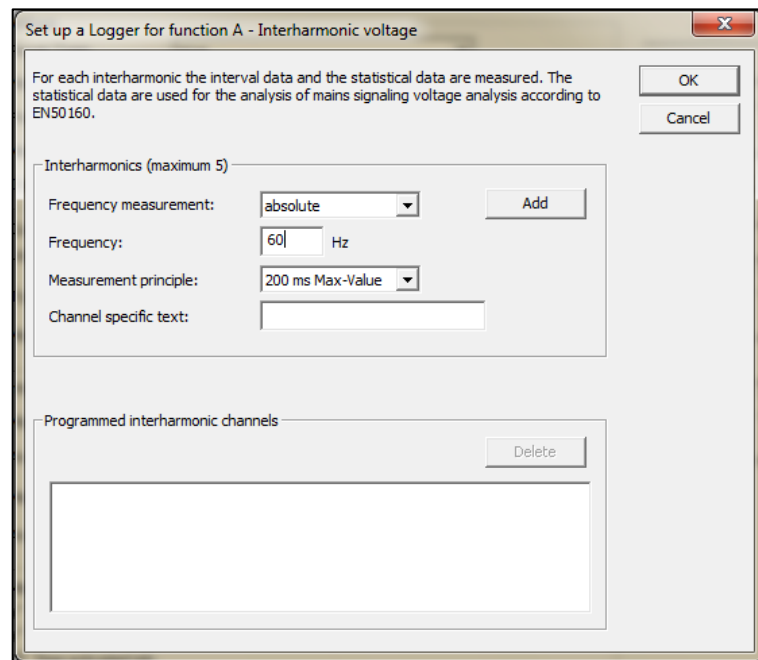 Set up a Logger for function A - Interharmonic voltage
For each interharmonic the interval data and the statistical data are measured. The
statistical data are used for the analysis of mains signaling voltage analysis according to
EN50160.
OK
Cancel
Interharmonics (maximum 5)
Frequency measurement: absolute Add
Frequency: 60 Hz
Measurement principle: 200 ms Max-Value
Channel specific text:
Programmed interharmonic channels
Delete